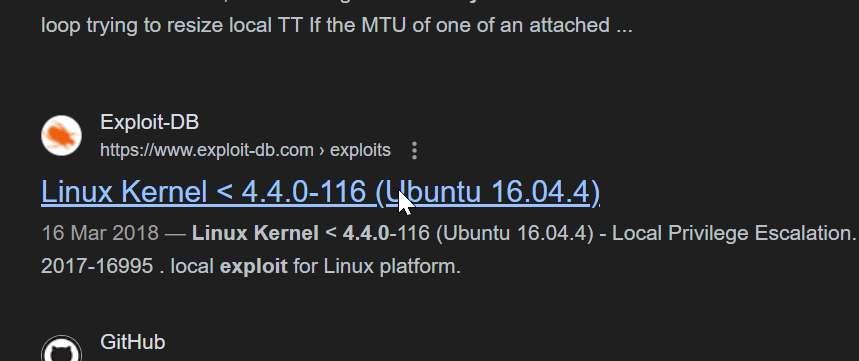 loop trying to resize local TT If the MTU of one of an attached ...
Exploit-DB
https://www.exploit-db.com › exploits
Linux Kernel < 4.4.0-116 (Ubuntu 16.04.4)
16 Mar 2018 — Linux Kernel < 4.4.0-116 (Ubuntu 16.04.4) - Local Privilege Escalation.
2017-16995 . local exploit for Linux platform.
GitHub